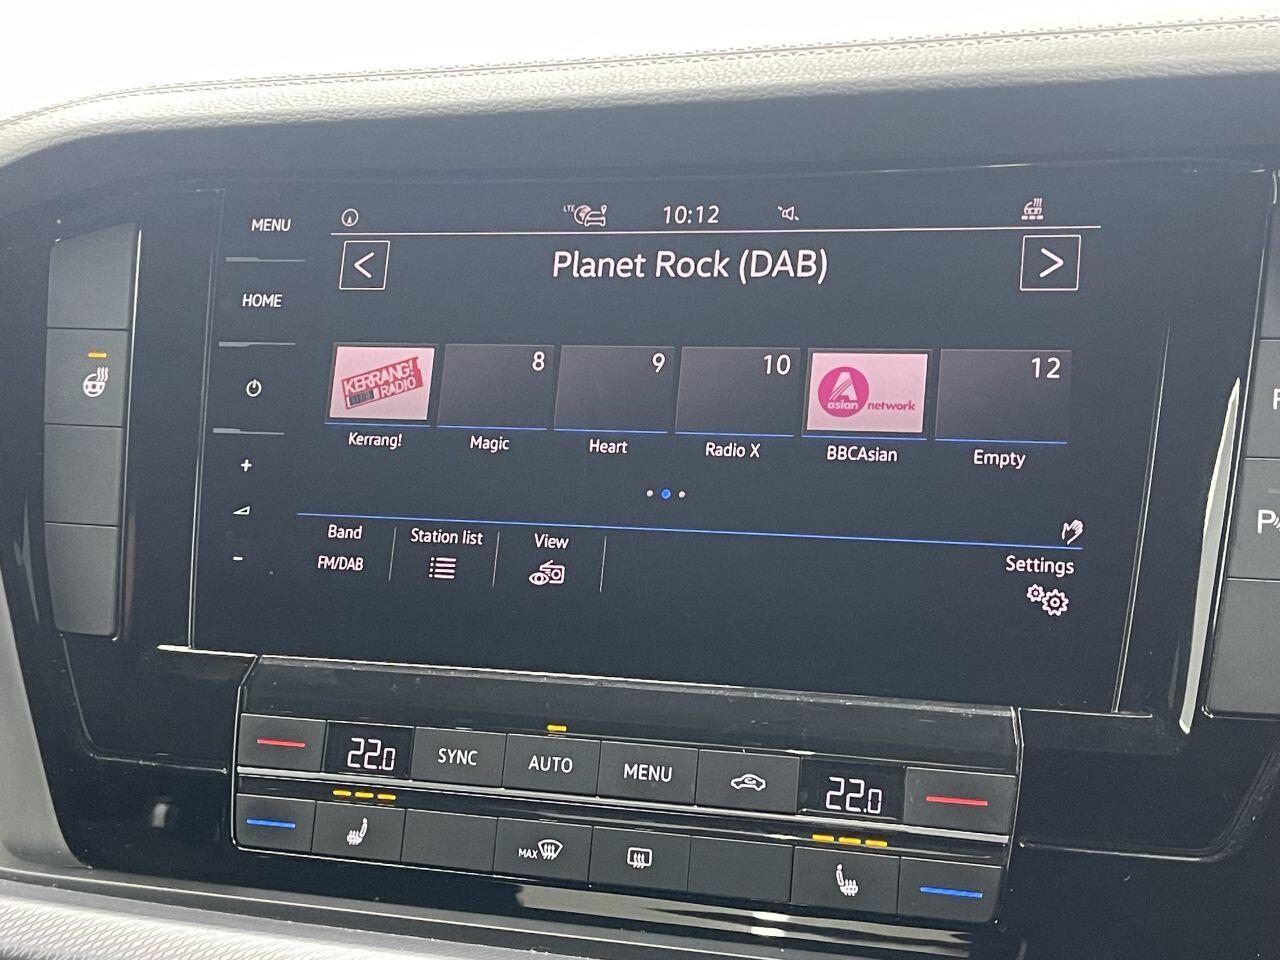 MENU
LTE
10:12
HOME
Planet Rock (DAB)
KERRANG!
RADIO
8
9
10
asian network
12
Kerrang!
Magic
Heart
Radio X
BBCAsian
Empty
Band
FM/DAB
Station list
View
Settings
22.0
SYNC
AUTO
MENU
22.0
MAX